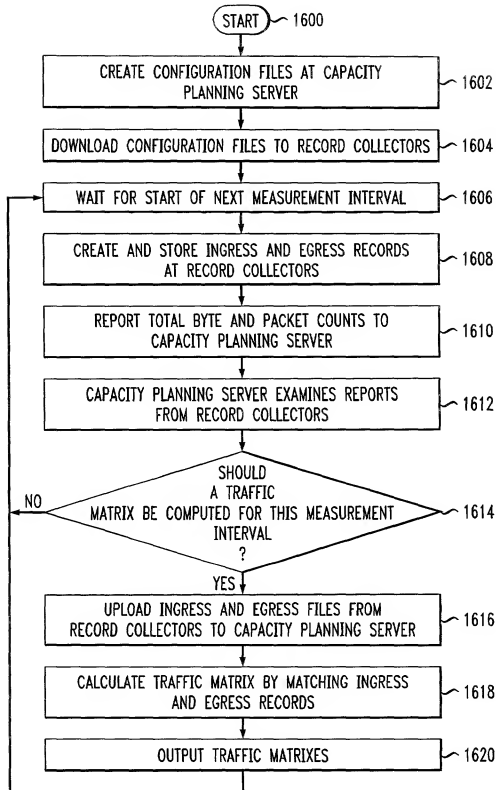 START
1600
CREATE CONFIGURATION FILES AT CAPACITY
PLANNING SERVER
1602
DOWNLOAD CONFIGURATION FILES TO RECORD COLLECTORS
1604
WAIT FOR START OF NEXT MEASUREMENT INTERVAL
1606
CREATE AND STORE INGRESS AND EGRESS RECORDS
AT RECORD COLLECTORS
1608
REPORT TOTAL BYTE AND PACKET COUNTS TO
CAPACITY PLANNING SERVER
1610
CAPACITY PLANNING SERVER EXAMINES REPORTS
FROM RECORD COLLECTORS
1612
SHOULD
A TRAFFIC
MATRIX BE COMPUTED FOR THIS MEASUREMENT
INTERVAL
?
1614
NO
YES
UPLOAD INGRESS AND EGRESS FILES FROM
RECORD COLLECTORS TO CAPACITY PLANNING SERVER
1616
CALCULATE TRAFFIC MATRIX BY MATCHING INGRESS
AND EGRESS RECORDS
1618
OUTPUT TRAFFIC MATRIXES
1620